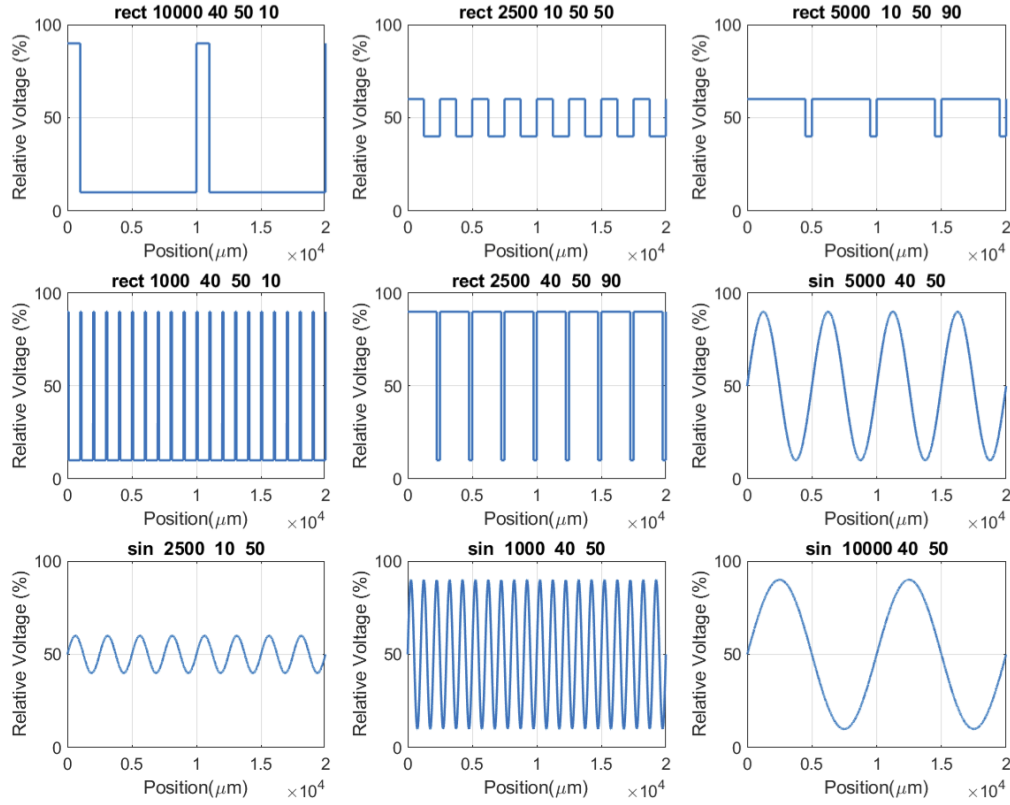 rect 10000 40 50 10
100
50
0
Relative Voltage (%)
0 0.5 1 1.5 2
Position(μm) ×10⁴
rect 2500 10 50 50
100
50
0
Relative Voltage (%)
0 0.5 1 1.5 2
Position(μm) ×10⁴
rect 5000 10 50 90
100
50
0
Relative Voltage (%)
0 0.5 1 1.5 2
Position(μm) ×10⁴
rect 1000 40 50 10
100
50
0
Relative Voltage (%)
0 0.5 1 1.5 2
Position(μm) ×10⁴
rect 2500 40 50 90
100
50
0
Relative Voltage (%)
0 0.5 1 1.5 2
Position(μm) ×10⁴
sin 5000 40 50
100
50
0
Relative Voltage (%)
0 0.5 1 1.5 2
Position(μm) ×10⁴
sin 2500 10 50
100
50
0
Relative Voltage (%)
0 0.5 1 1.5 2
Position(μm) ×10⁴
sin 1000 40 50
100
50
0
Relative Voltage (%)
0 0.5 1 1.5 2
Position(μm) ×10⁴
sin 10000 40 50
100
50
0
Relative Voltage (%)
0 0.5 1 1.5 2
Position(μm) ×10⁴